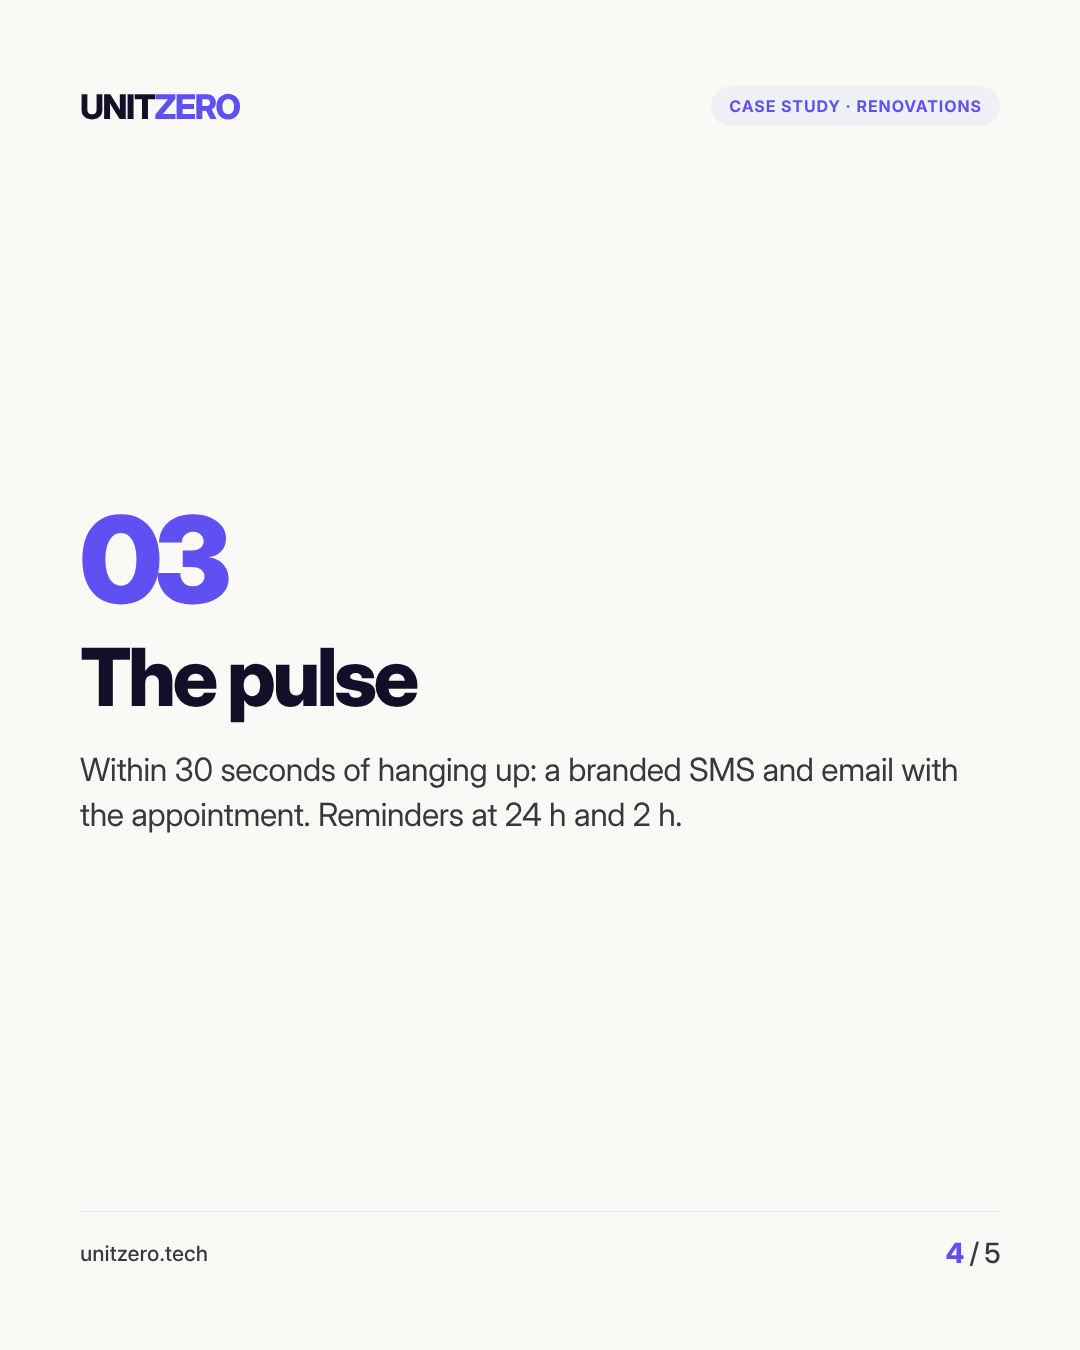 UNITZERO
CASE STUDY · RENOVATIONS
03
The pulse
Within 30 seconds of hanging up: a branded SMS and email with
the appointment. Reminders at 24 h and 2 h.
unitzero.tech
4 / 5